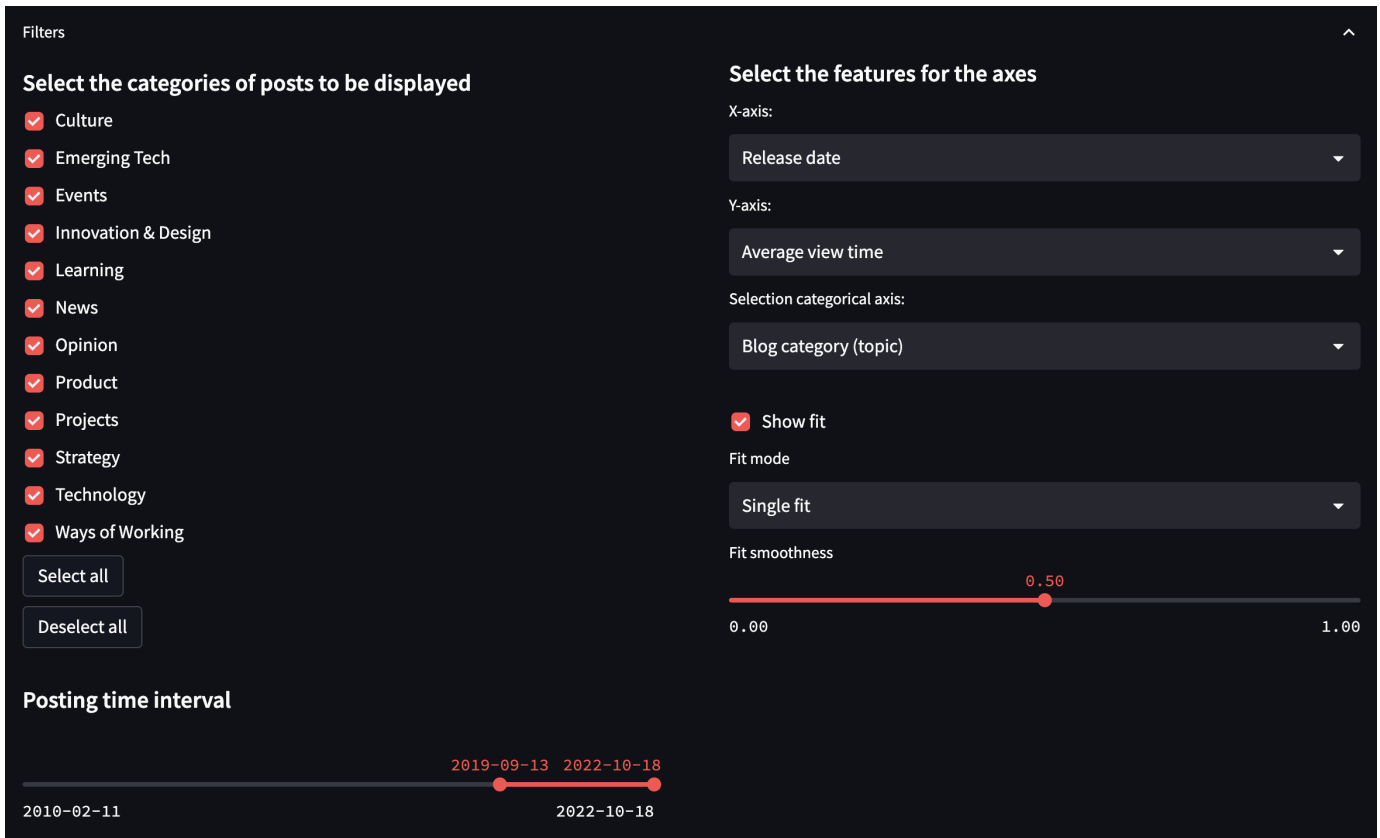 Filters
Select the categories of posts to be displayed
Culture
Emerging Tech
Events
Innovation & Design
Learning
News
Opinion
Product
Projects
Strategy
Technology
Ways of Working
Select all
Deselect all
Posting time interval
2019-09-13 2022-10-18
2010-02-11 2022-10-18
Select the features for the axes
X-axis:
Release date
Y-axis:
Average view time
Selection categorical axis:
Blog category (topic)
Show fit
Fit mode
Single fit
Fit smoothness
0.50
0.00 1.00